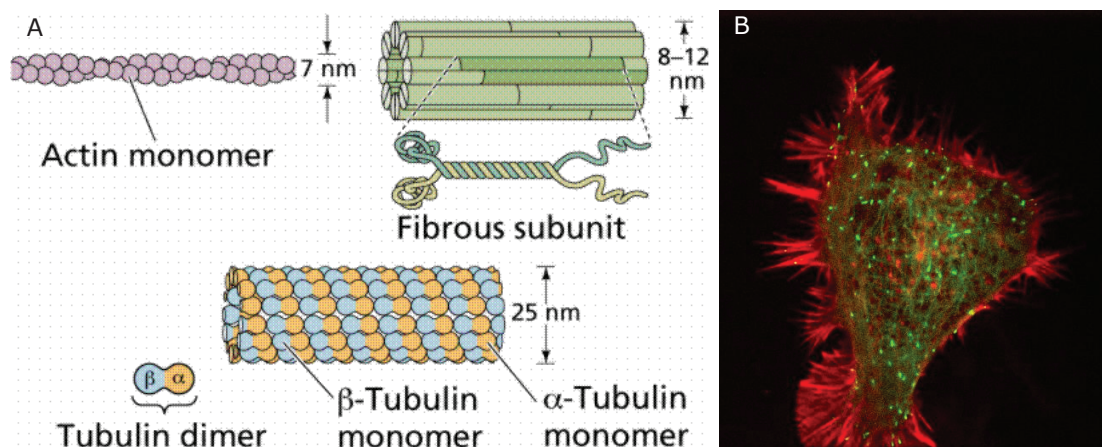 A
7 nm
Actin monomer
8–12
nm
Fibrous subunit
25 nm
β α
Tubulin dimer
β-Tubulin
monomer
α-Tubulin
monomer
B